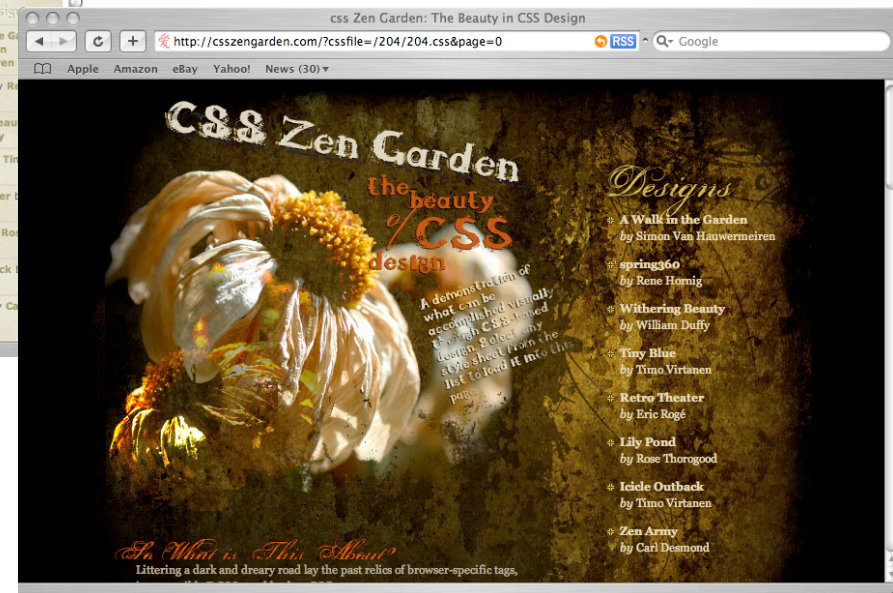 css Zen Garden: The Beauty in CSS Design
http://csszengarden.com/?cssfile=/204/204.css&page=0
RSS
Google
Apple Amazon eBay Yahoo! News (30)
CSS Zen Garden
the
beauty
of CSS
design
A demonstration of
what can be
accomplished visually
through CSS-based
design. Select any
style sheet from the
list to load it into this
page.
Designs
A Walk in the Garden
by Simon Van Hauwermeiren
spring360
by Rene Hornig
Withering Beauty
by William Duffy
Tiny Blue
by Timo Virtanen
Retro Theater
by Eric Rogé
Lily Pond
by Rose Thorogood
Icicle Outback
by Timo Virtanen
Zen Army
by Carl Desmond
So What is This About?
Littering a dark and dreary road lay the past relics of browser-specific tags,